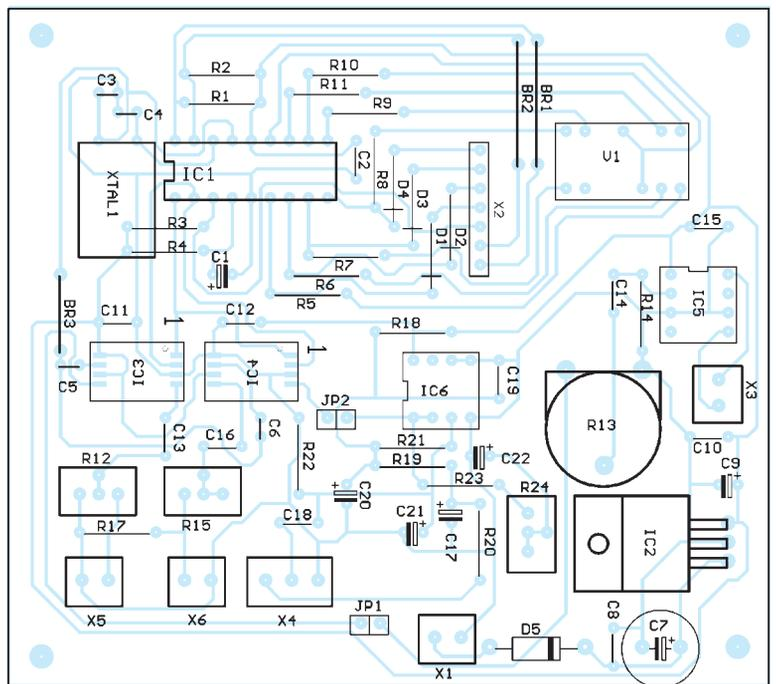 R2
R10
C3
R11
R1
BR2
BR1
C4
R9
C2
U1
IC1
R8
XTAL1
D4
D3
X2
R3
C15
R4
D1
D2
C1
+
R7
R6
IC5
R5
C14
R14
BR3
C11
1
C12
1
R18
IC3
IC4
C5
IC6
C19
X3
JP2
R13
C13
C16
C6
R22
R21
C10
R12
R19
C22
+
C9
+
R23
R24
C20
+
R17
R15
C18
C21
+
C17
+
R20
IC2
X5
X6
X4
JP1
C8
C7
+
D5
X1